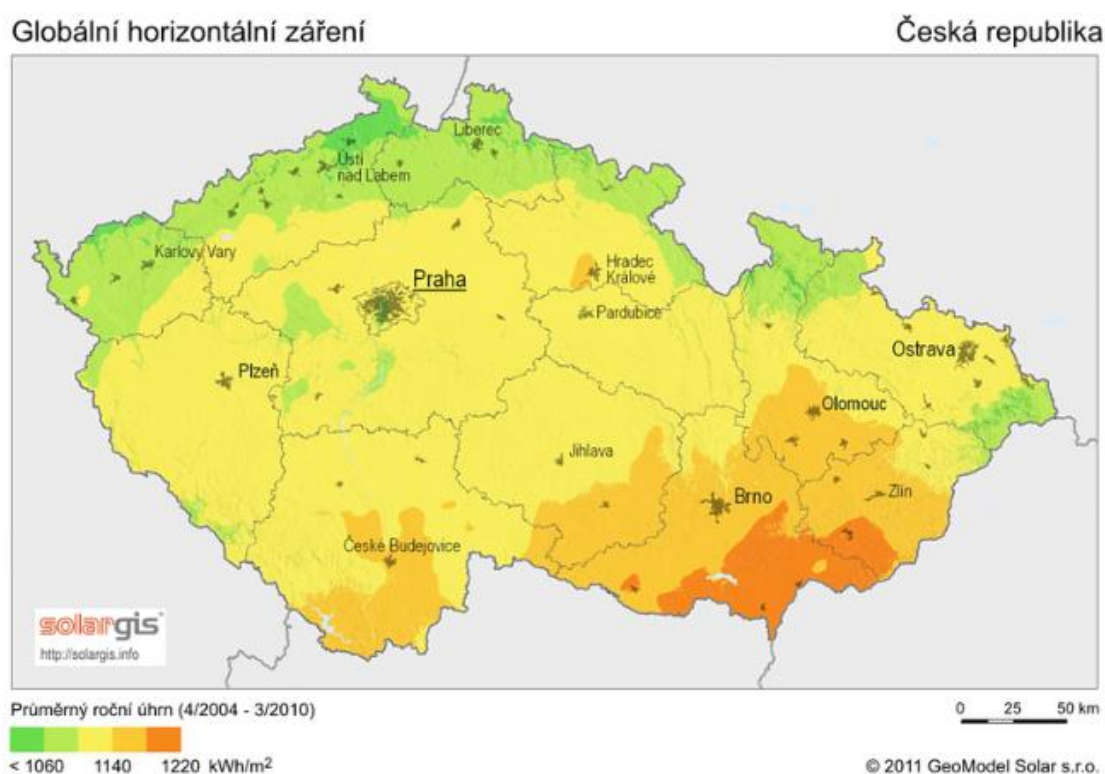 Globální horizontální záření
Česká republika
Liberec
Ústí
nad Labem
Karlovy Vary
Praha
Hradec
Králové
Pardubice
Plzeň
Ostrava
Olomouc
Jihlava
Brno
Zlín
České Budejovice
solargis
http://solargis.info
Průměrný roční úhrn (4/2004 - 3/2010)
0 25 50 km
< 1060 1140 1220 kWh/m²
© 2011 GeoModel Solar s.r.o.